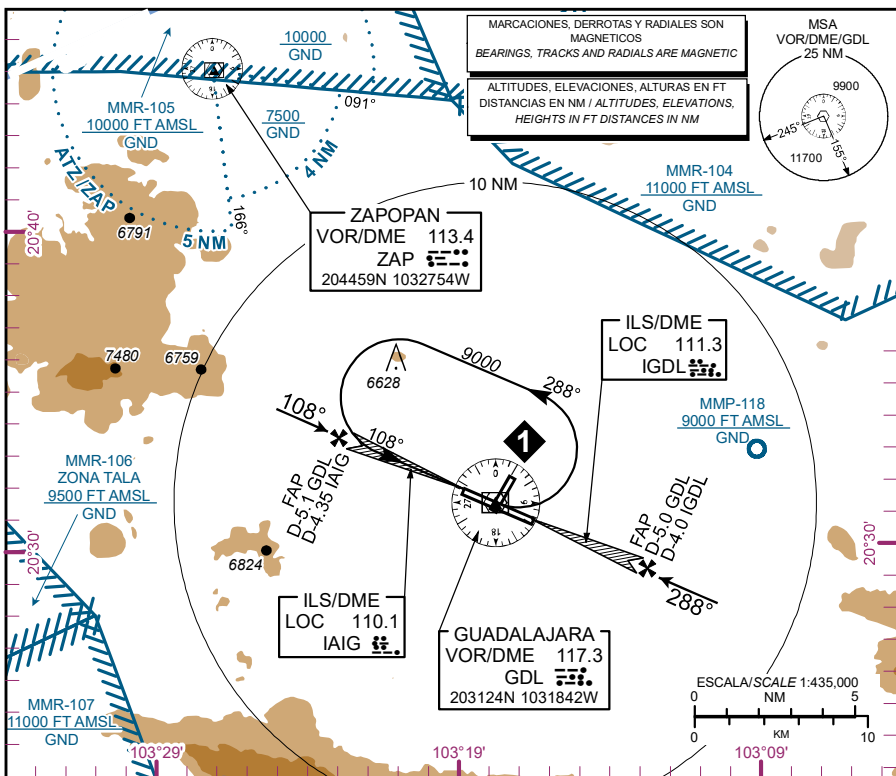 MARCACIONES, DERROTAS Y RADIALES SON
MAGNETICOS
BEARINGS, TRACKS AND RADIALS ARE MAGNETIC
ALTITUDES, ELEVACIONES, ALTURAS EN FT
DISTANCIAS EN NM / ALTITUDES, ELEVATIONS,
HEIGHTS IN FT DISTANCES IN NM
MSA
VOR/DME/GDL
25 NM
9900
245°
155°
11700
10000
GND
MMR-105
10000 FT AMSL
GND
091°
7500
GND
4 NM
ATZ/ZAP
5 NM
166°
6791
20°40'
MMR-104
11000 FT AMSL
GND
10 NM
ZAPOPAN
VOR/DME 113.4
ZAP
204459N 1032754W
ILS/DME
LOC 111.3
IGDL
7480
6759
6628
9000
288°
108°
108°
1
MMP-118
9000 FT AMSL
GND
FAP
D-5.1 GDL
D-4.35 IAIG
FAP
D-5.0 GDL
D-4.0 IGDL
288°
MMR-106
ZONA TALA
9500 FT AMSL
GND
20°30'
20°30'
6824
0
9
18
27
ILS/DME
LOC 110.1
IAIG
GUADALAJARA
VOR/DME 117.3
GDL
203124N 1031842W
MMR-107
11000 FT AMSL
GND
ESCALA/SCALE 1:435,000
0 NM 5
0 KM 10
103°29'
103°19'
103°09'